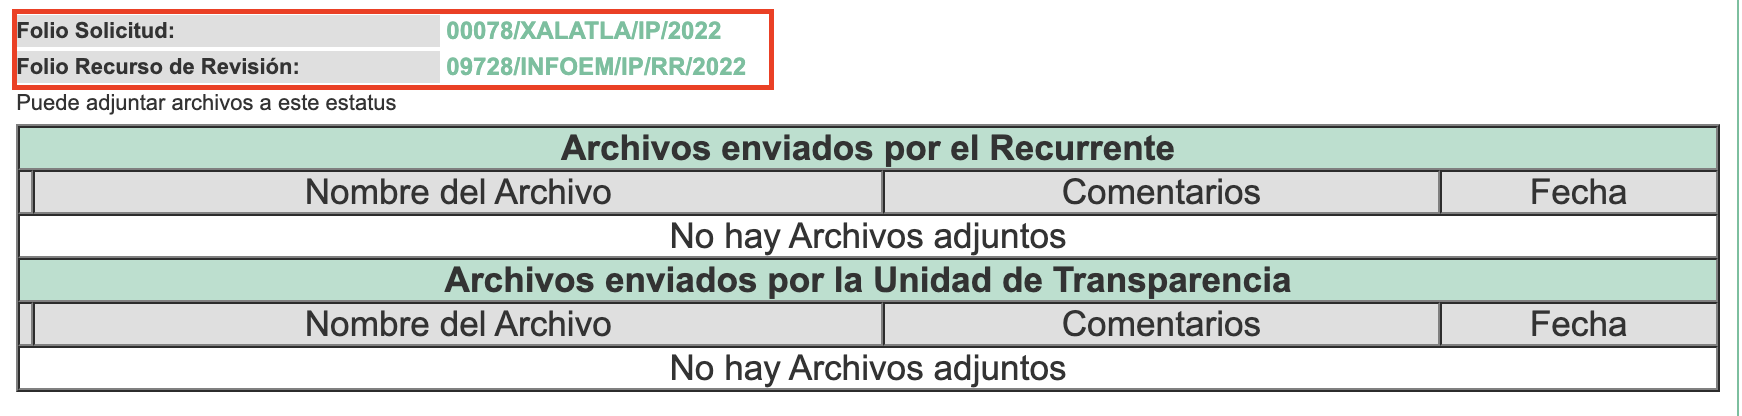 Folio Solicitud: 00078/XALATLA/IP/2022
Folio Recurso de Revisión: 09728/INFOEM/IP/RR/2022
Puede adjuntar archivos a este estatus
Archivos enviados por el Recurrente
Nombre del Archivo Comentarios Fecha
No hay Archivos adjuntos
Archivos enviados por la Unidad de Transparencia
Nombre del Archivo Comentarios Fecha
No hay Archivos adjuntos